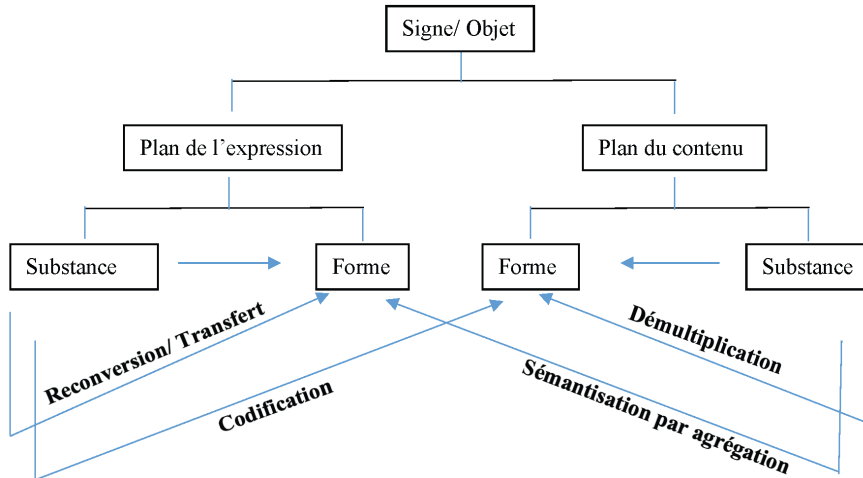 Signe/ Objet
Plan de l’expression
Plan du contenu
Substance
Forme
Forme
Substance
Reconversion/ Transfert
Codification
Démultiplication
Sémantisation par agrégation